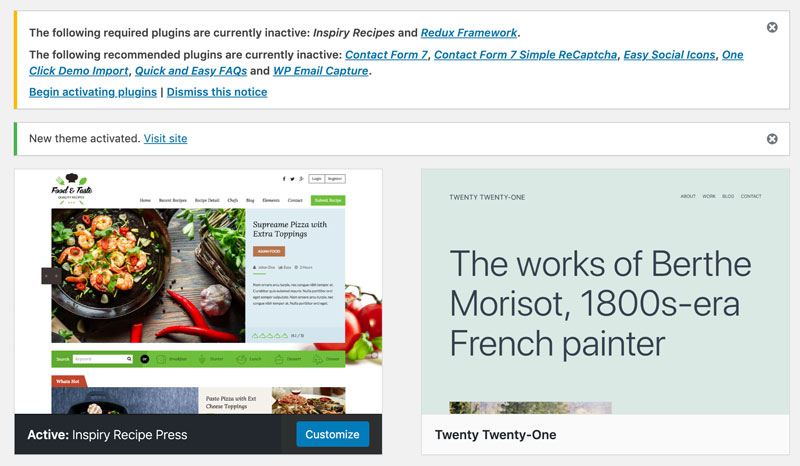 The following required plugins are currently inactive: Inspiry Recipes and Redux Framework.
The following recommended plugins are currently inactive: Contact Form 7, Contact Form 7 Simple ReCaptcha, Easy Social Icons, One
Click Demo Import, Quick and Easy FAQs and WP Email Capture.
Begin activating plugins | Dismiss this notice
New theme activated. Visit site
Login Register
Food & Taste
QUALITY RECIPES
Home Recent Recipes Recipe Detail Chefs Blog Elements Contact Submit Recipe
Supreame Pizza with
Extra Toppings
Search Keyword or Breakfast Starter Lunch Dessert Dinner
Whats Hot
Paste Pizza with Ext
Cheese Toppings
Active: Inspiry Recipe Press Customize
TWENTY TWENTY-ONE ABOUT WORK BLOG CONTACT
The works of Berthe
Morisot, 1800s-era
French painter
Twenty Twenty-One